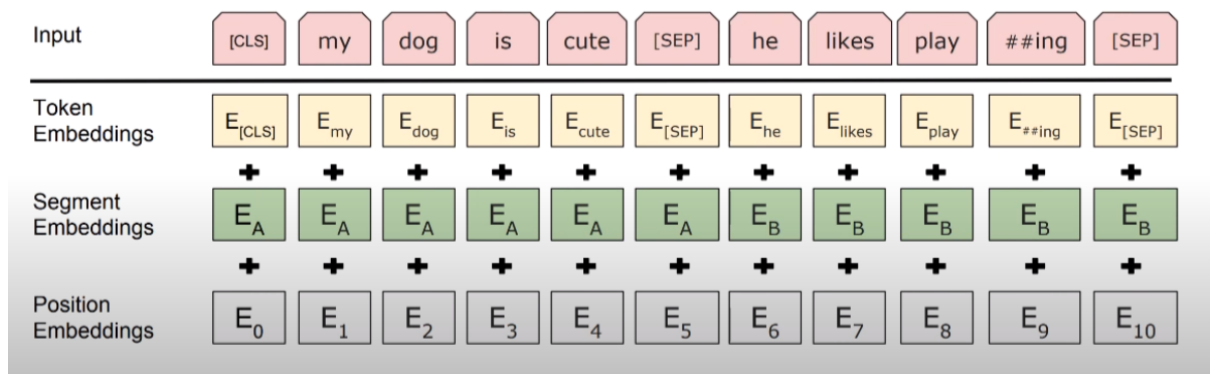 Input [CLS] my dog is cute [SEP] he likes play ##ing [SEP]
Token
Embeddings E[CLS] Emy Edog Eis Ecute E[SEP] Ehe Elikes Eplay E##ing E[SEP]
+ + + + + + + + + + +
Segment
Embeddings EA EA EA EA EA EA EB EB EB EB EB
+ + + + + + + + + + +
Position
Embeddings E0 E1 E2 E3 E4 E5 E6 E7 E8 E9 E10